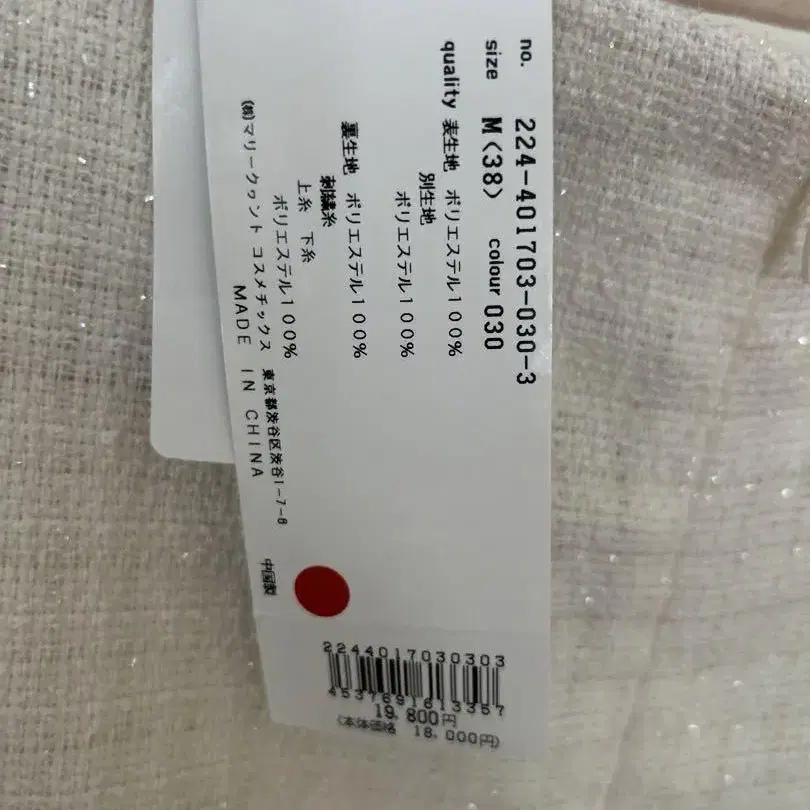 no. 224-401703-030-3
size M(38) colour 030
quality 表生地 ポリエステル100%
別生地
ポリエステル100%
裏生地 ポリエステル100%
刺繍糸
上糸 下糸
ポリエステル100%
(株)マリークヮント コスメチックス 東京都渋谷区渋谷1-7-8
MADE IN CHINA 中国製
2244017030303
4537691613357
19,800円
(本体価格 18,000円)